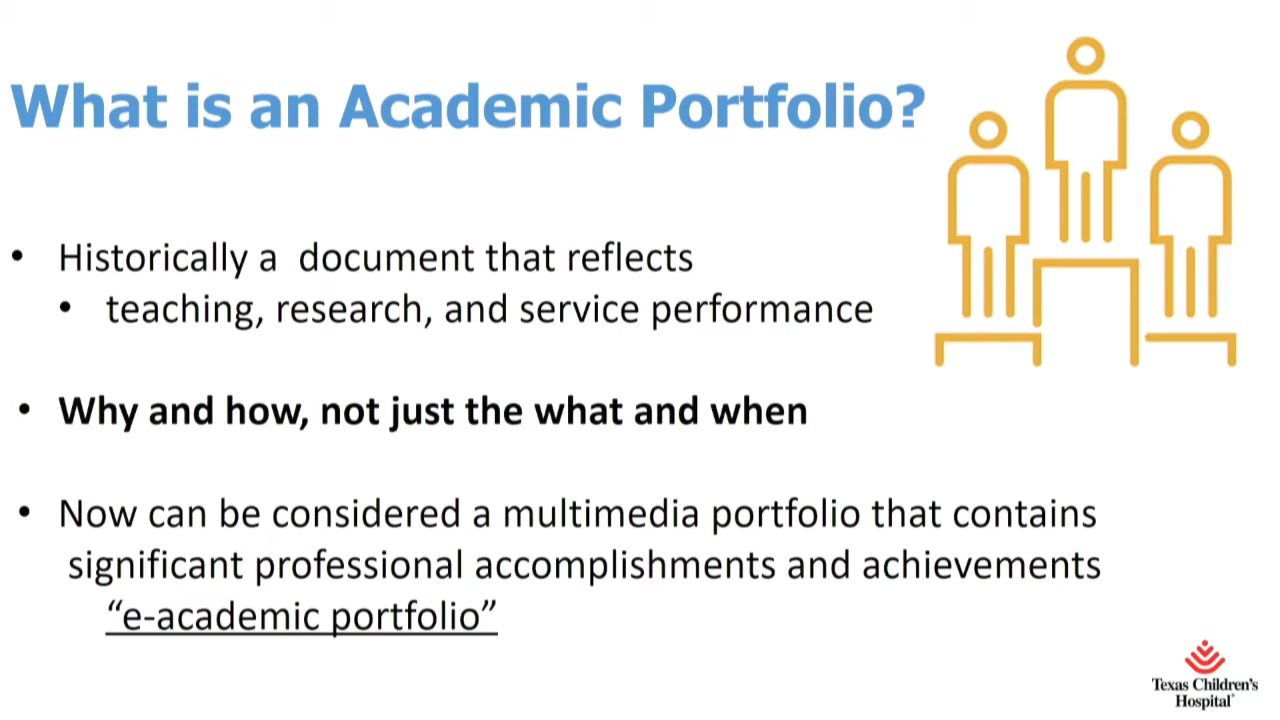 What is an Academic Portfolio?
• Historically a document that reflects
• teaching, research, and service performance
• Why and how, not just the what and when
• Now can be considered a multimedia portfolio that contains
significant professional accomplishments and achievements
“e-academic portfolio”
Texas Children's
Hospital®